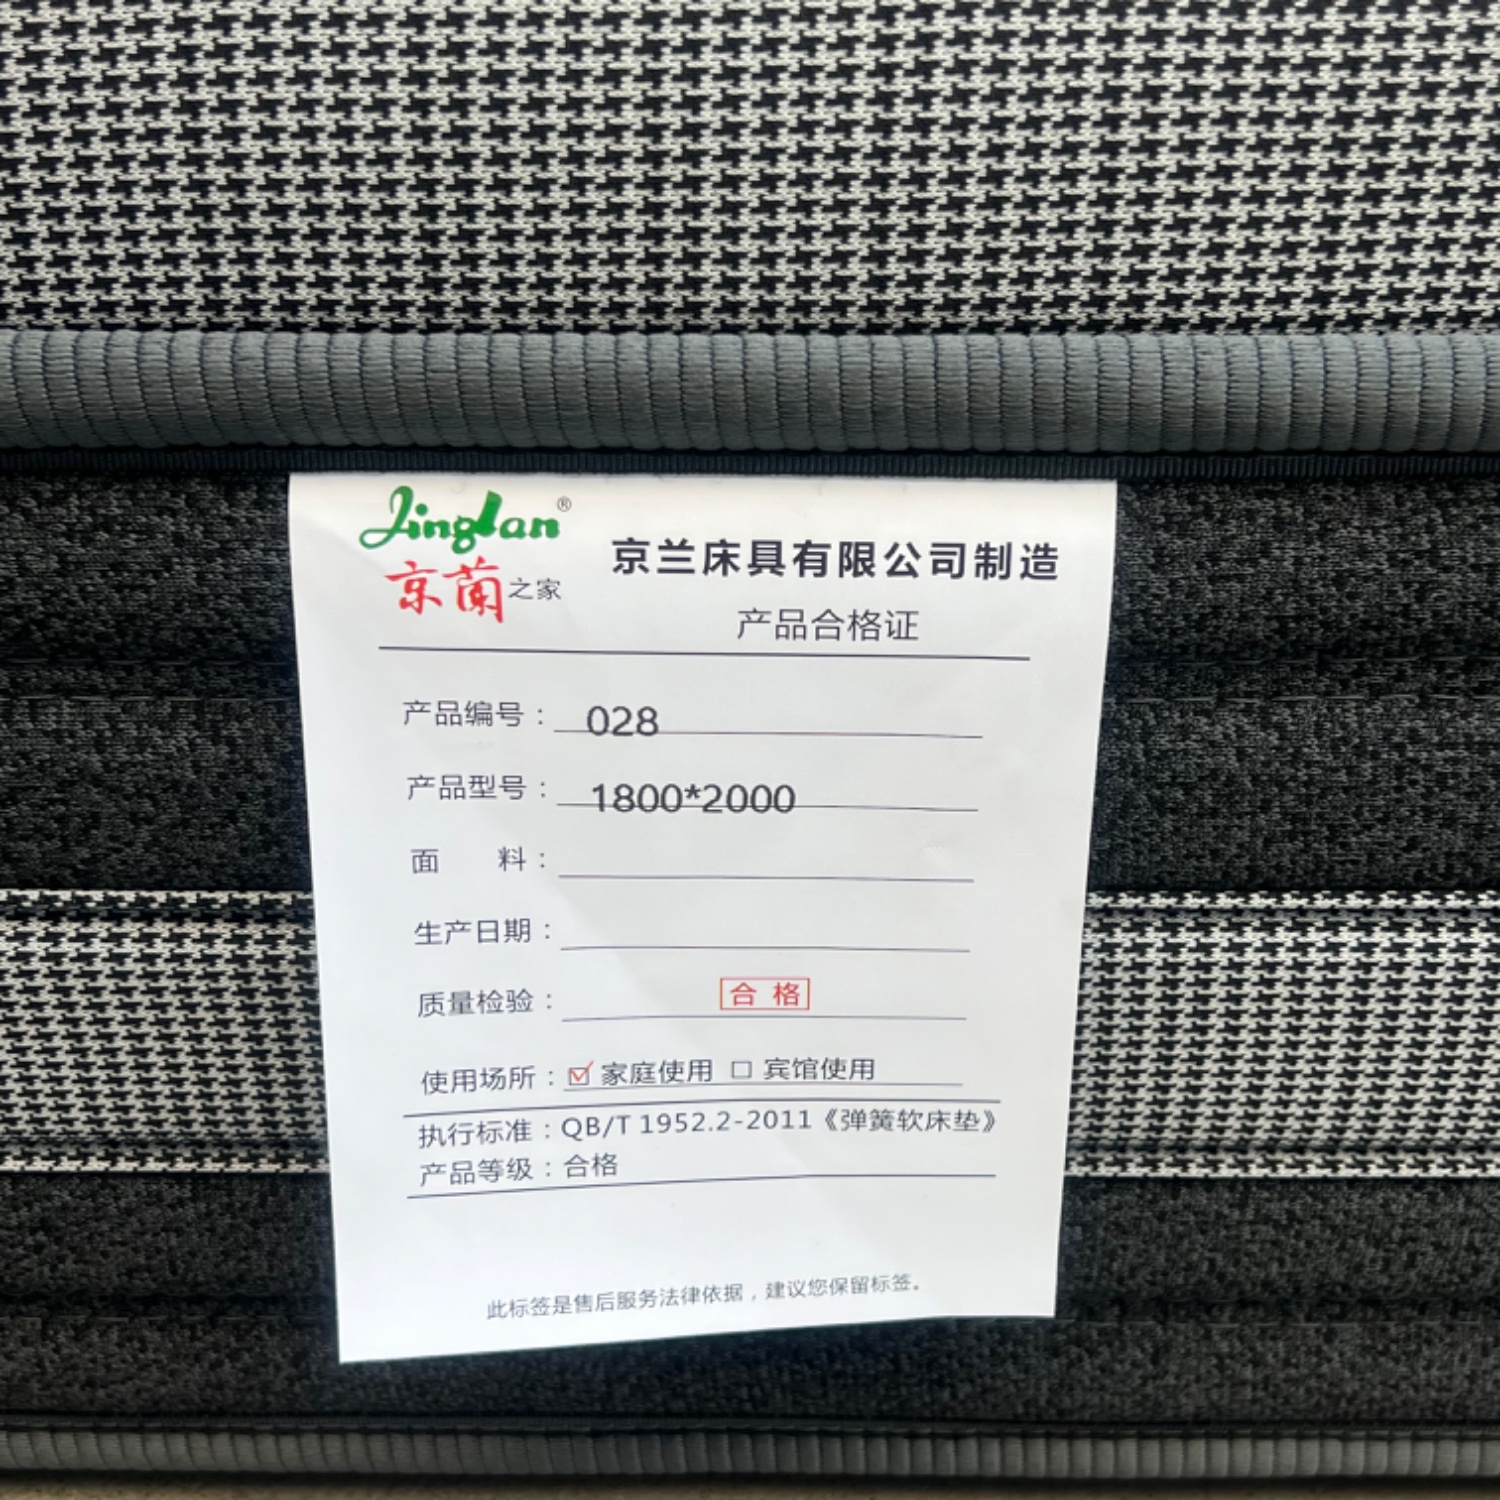 Jinglan®
京蘭之家
京兰床具有限公司制造
产品合格证
产品编号：028
产品型号：1800*2000
面 料：
生产日期：
质量检验：合 格
使用场所：☑家庭使用 □ 宾馆使用
执行标准：QB/T 1952.2-2011《弹簧软床垫》
产品等级：合格
此标签是售后服务法律依据，建议您保留标签。